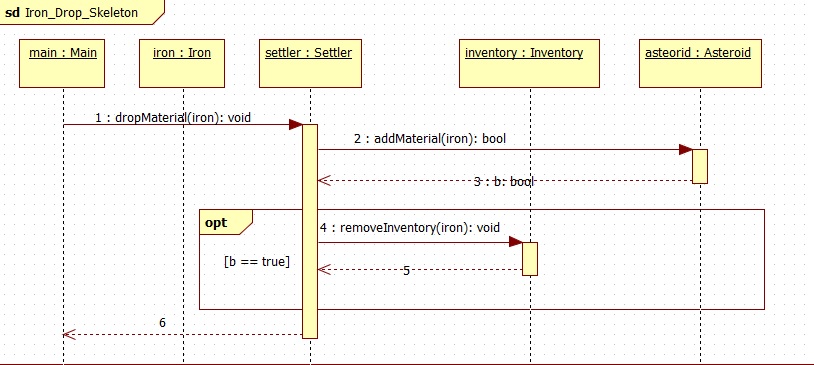 sd Iron_Drop_Skeleton
main : Main
iron : Iron
settler : Settler
inventory : Inventory
asteorid : Asteroid
1 : dropMaterial(iron): void
2 : addMaterial(iron): bool
3 : b: bool
opt
4 : removeInventory(iron): void
[b == true]
5
6